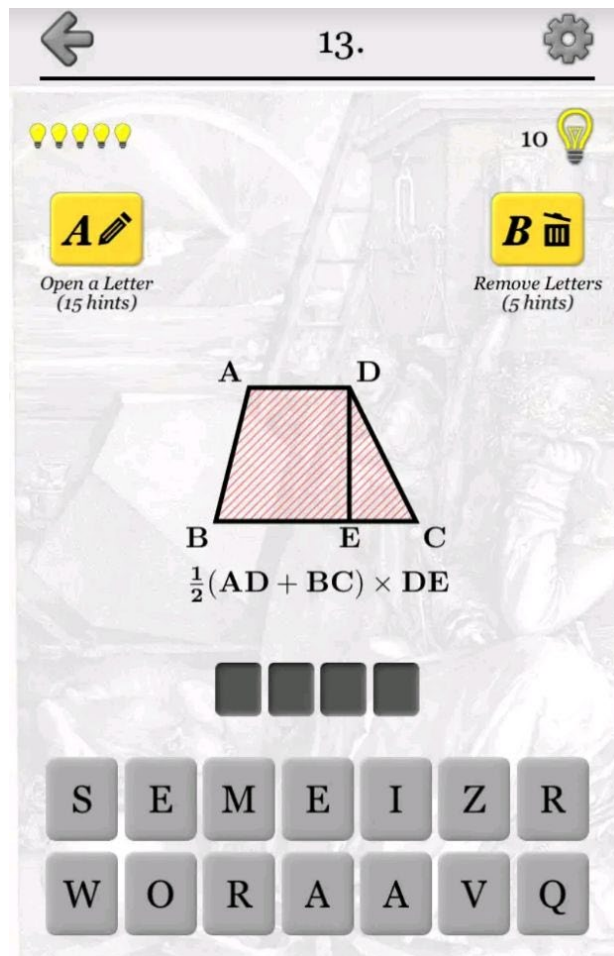 13.
10
A
B
Open a Letter
(15 hints)
Remove Letters
(5 hints)
A D
B E C
½(AD + BC) × DE
S E M E I Z R
W O R A A V Q